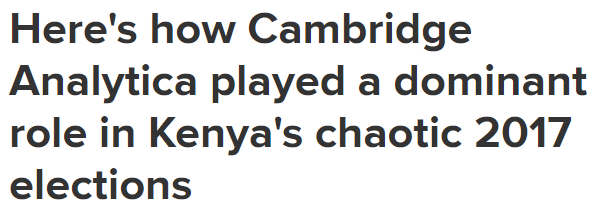 Here's how Cambridge
Analytica played a dominant
role in Kenya's chaotic 2017
elections